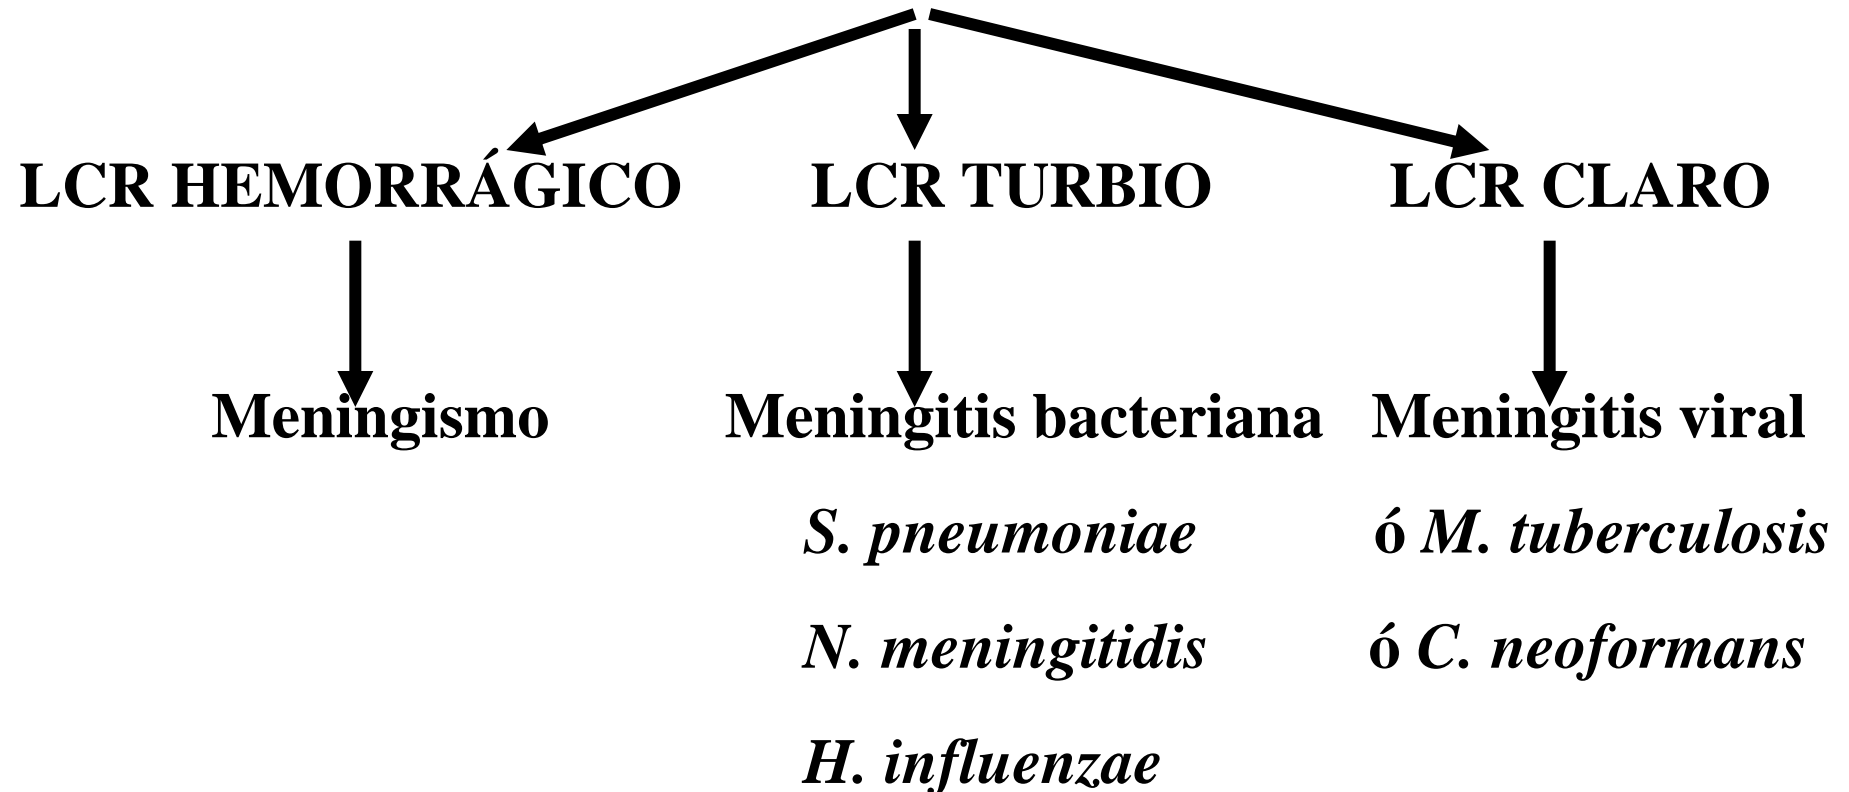 LCR HEMORRÁGICO LCR TURBIO LCR CLARO
Meningismo Meningitis bacteriana Meningitis viral
S. pneumoniae ó M. tuberculosis
N. meningitidis ó C. neoformans
H. influenzae